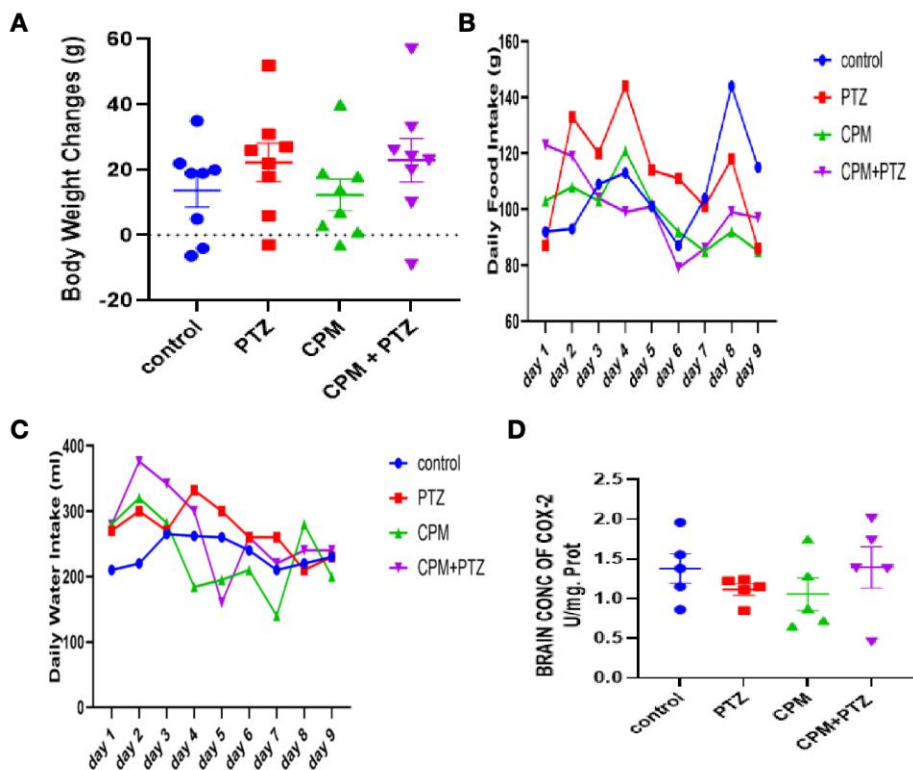 A
Body Weight Changes (g)
60
40
20
0
-20
control
PTZ
CPM
CPM + PTZ
B
Daily Food Intake (g)
160
140
120
100
80
60
day 1
day 2
day 3
day 4
day 5
day 6
day 7
day 8
day 9
control
PTZ
CPM
CPM+PTZ
C
Daily Water Intake (ml)
400
300
200
100
0
day 1
day 2
day 3
day 4
day 5
day 6
day 7
day 8
day 9
control
PTZ
CPM
CPM+PTZ
D
BRAIN CONC OF COX-2
U/mg. Prot
2.5
2.0
1.5
1.0
0.5
0.0
control
PTZ
CPM
CPM+PTZ